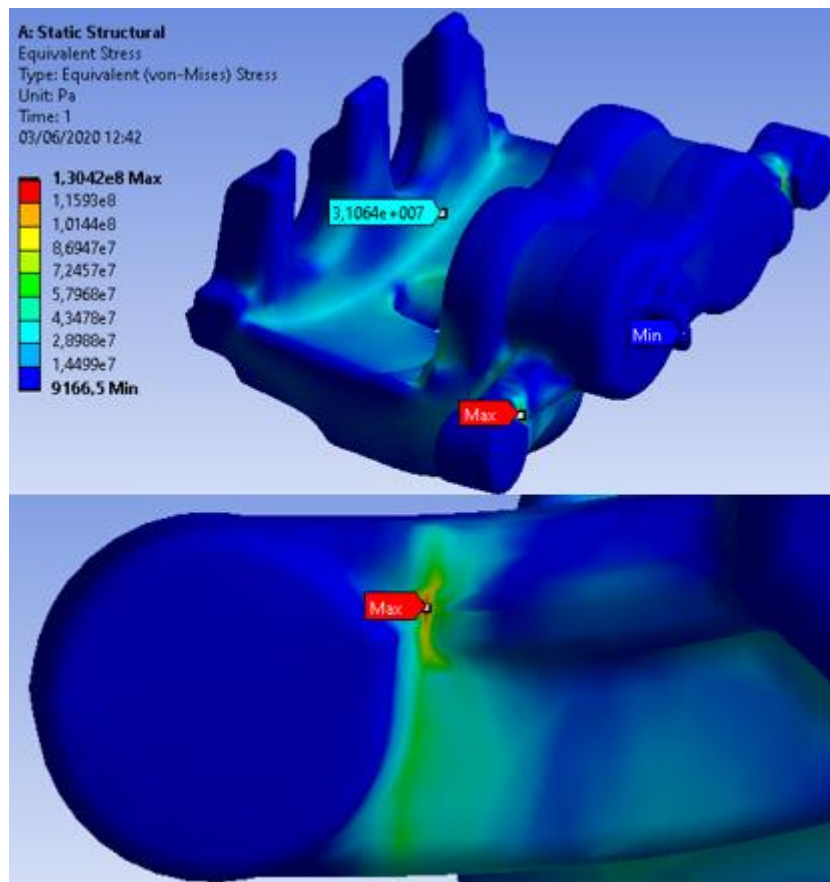 A: Static Structural
Equivalent Stress
Type: Equivalent (von-Mises) Stress
Unit: Pa
Time: 1
03/06/2020 12:42
1,3042e8 Max
1,1593e8
1,0144e8
8,6947e7
7,2457e7
5,7968e7
4,3478e7
2,8988e7
1,4499e7
9166,5 Min
3,1064e+007
Min
Max
Max